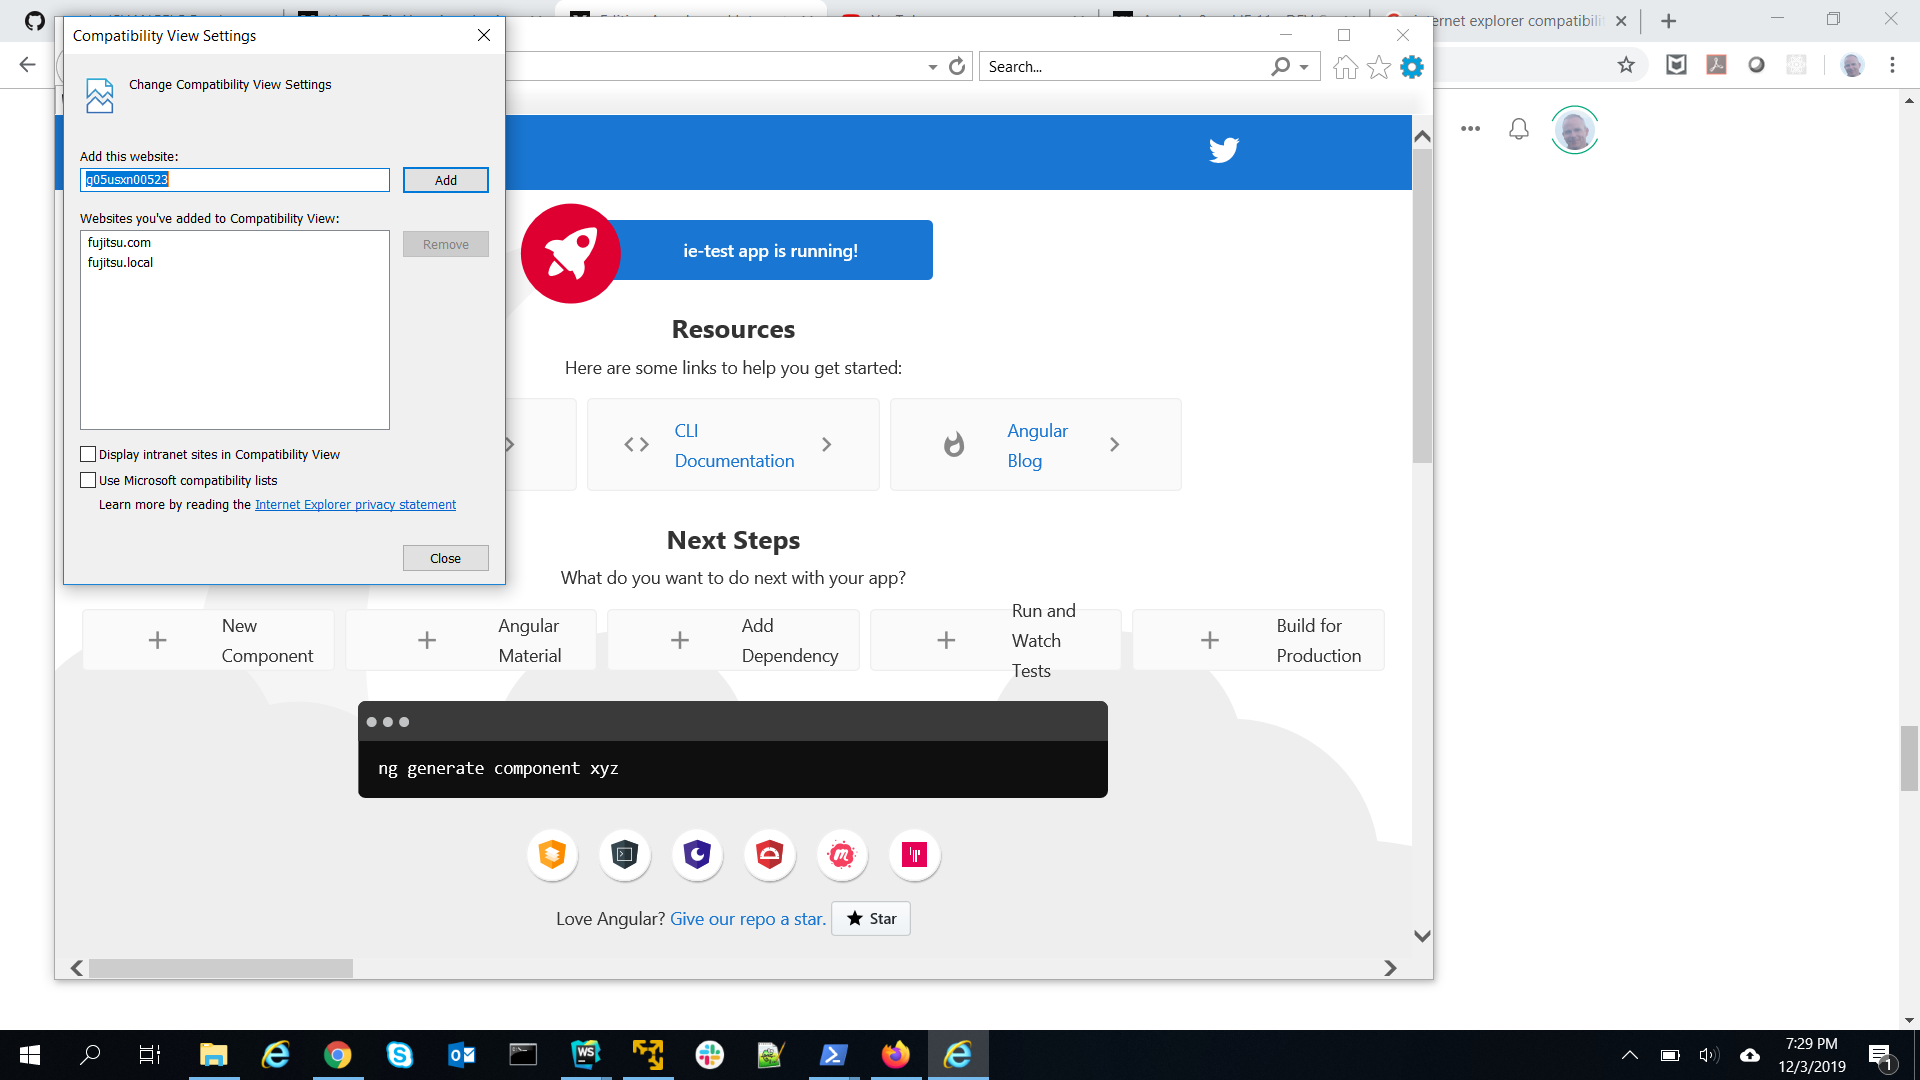 Compatibility View Settings
Change Compatibility View Settings
Add this website:
g05usxn00523
Add
Websites you've added to Compatibility View:
fujitsu.com
fujitsu.local
Remove
Display intranet sites in Compatibility View
Use Microsoft compatibility lists
Learn more by reading the Internet Explorer privacy statement
Close
ernet explorer compatibili
Search...
ie-test app is running!
Resources
Here are some links to help you get started:
CLI
Documentation
Angular
Blog
Next Steps
What do you want to do next with your app?
New
Component
Angular
Material
Add
Dependency
Run and
Watch
Tests
Build for
Production
ng generate component xyz
Love Angular? Give our repo a star.
Star
WS
7:29 PM
12/3/2019
1